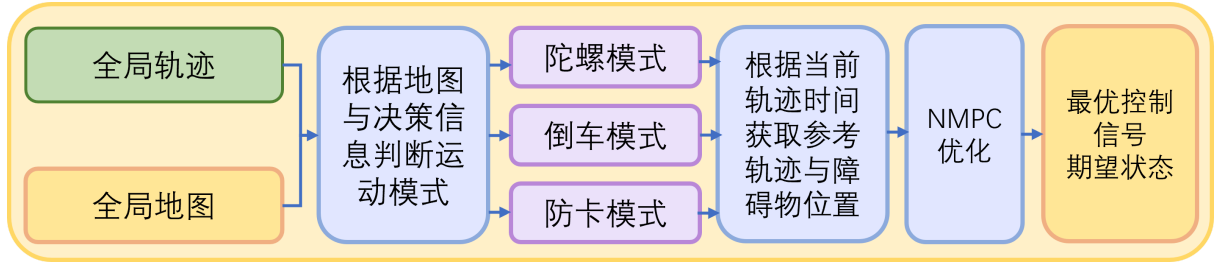 全局轨迹
全局地图
根据地图
与决策信
息判断运
动模式
陀螺模式
倒车模式
防卡模式
根据当前
轨迹时间
获取参考
轨迹与障
碍物位置
NMPC
优化
最优控制
信号
期望状态